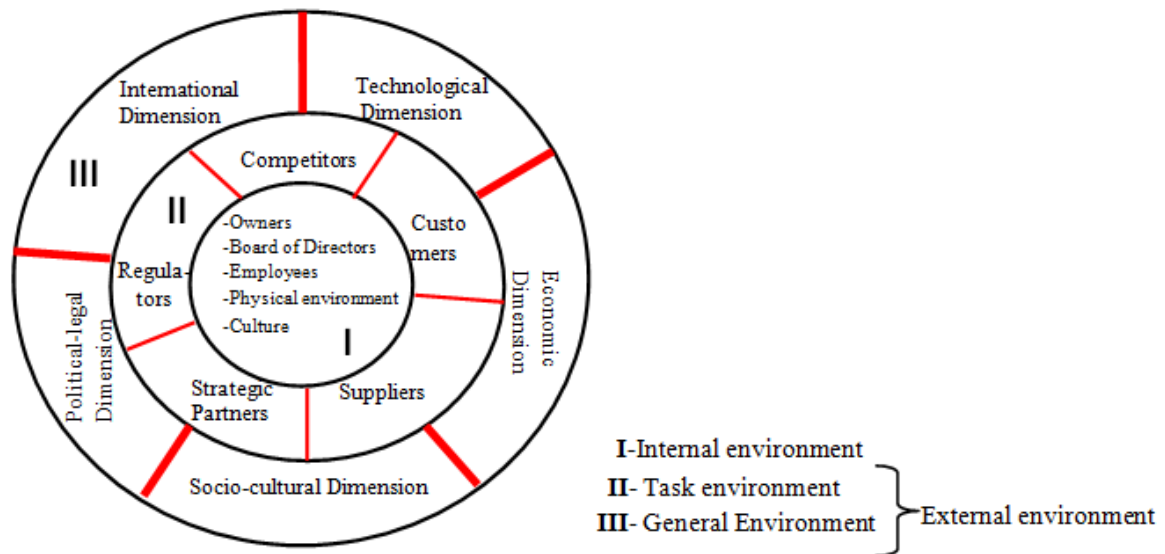 International
Dimension
Technological
Dimension
III
Competitors
II
-Owners
-Board of Directors
-Employees
-Physical environment
-Culture
I
Custo
mers
Regula-
tors
Economic
Dimension
Political-legal
Dimension
Strategic
Partners
Suppliers
Socio-cultural Dimension
I-Internal environment
II- Task environment
III- General Environment
External environment